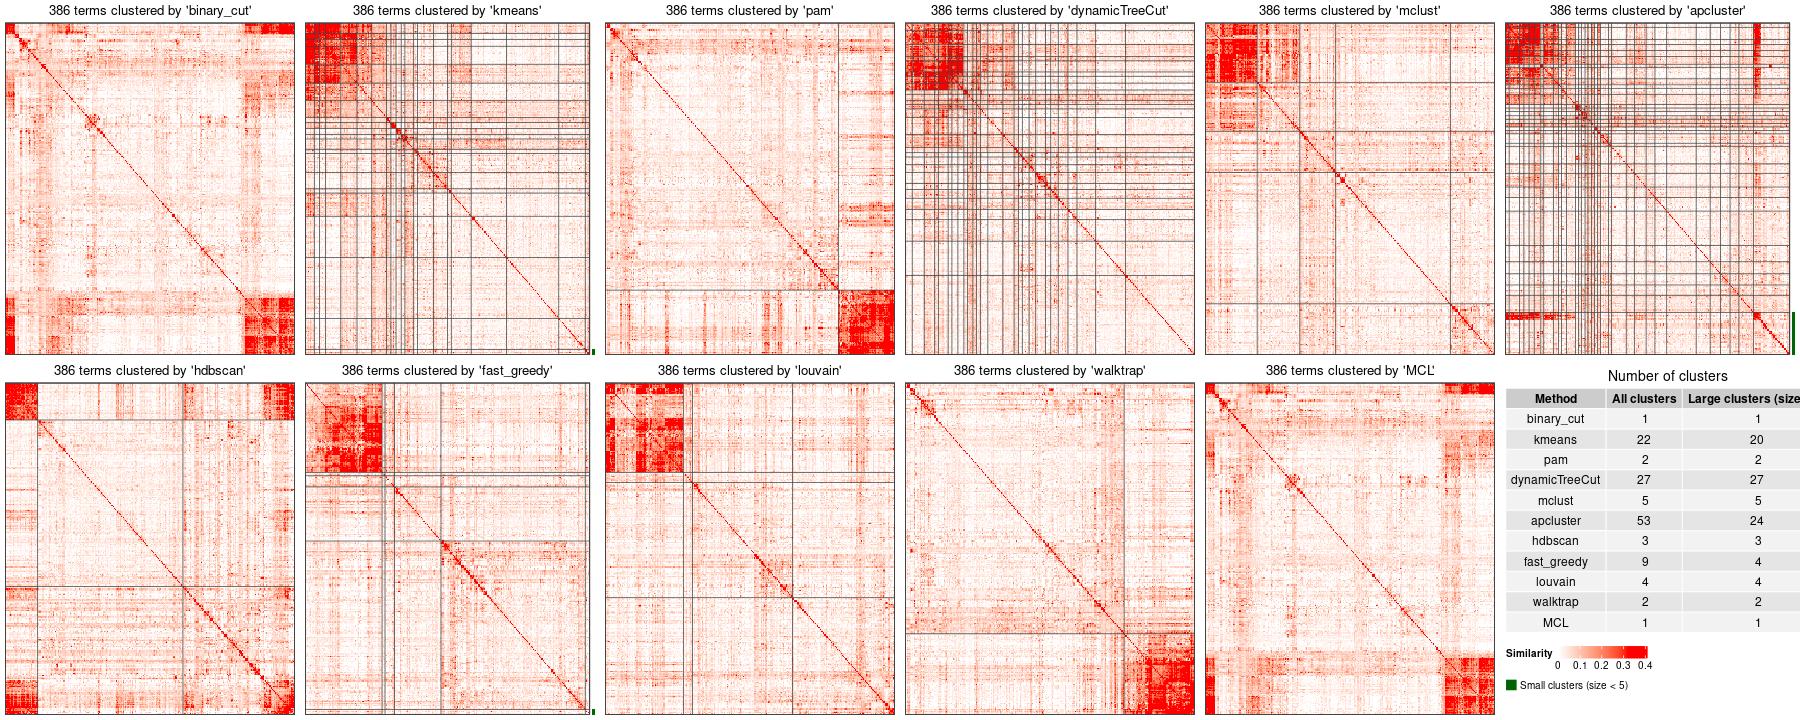 386 terms clustered by 'binary_cut'
386 terms clustered by 'kmeans'
386 terms clustered by 'pam'
386 terms clustered by 'dynamicTreeCut'
386 terms clustered by 'mclust'
386 terms clustered by 'apcluster'
386 terms clustered by 'hdbscan'
386 terms clustered by 'fast_greedy'
386 terms clustered by 'louvain'
386 terms clustered by 'walktrap'
386 terms clustered by 'MCL'
Number of clusters
Method All clusters Large clusters (size
binary_cut 1 1
kmeans 22 20
pam 2 2
dynamicTreeCut 27 27
mclust 5 5
apcluster 53 24
hdbscan 3 3
fast_greedy 9 4
louvain 4 4
walktrap 2 2
MCL 1 1
Similarity
0 0.1 0.2 0.3 0.4
Small clusters (size < 5)